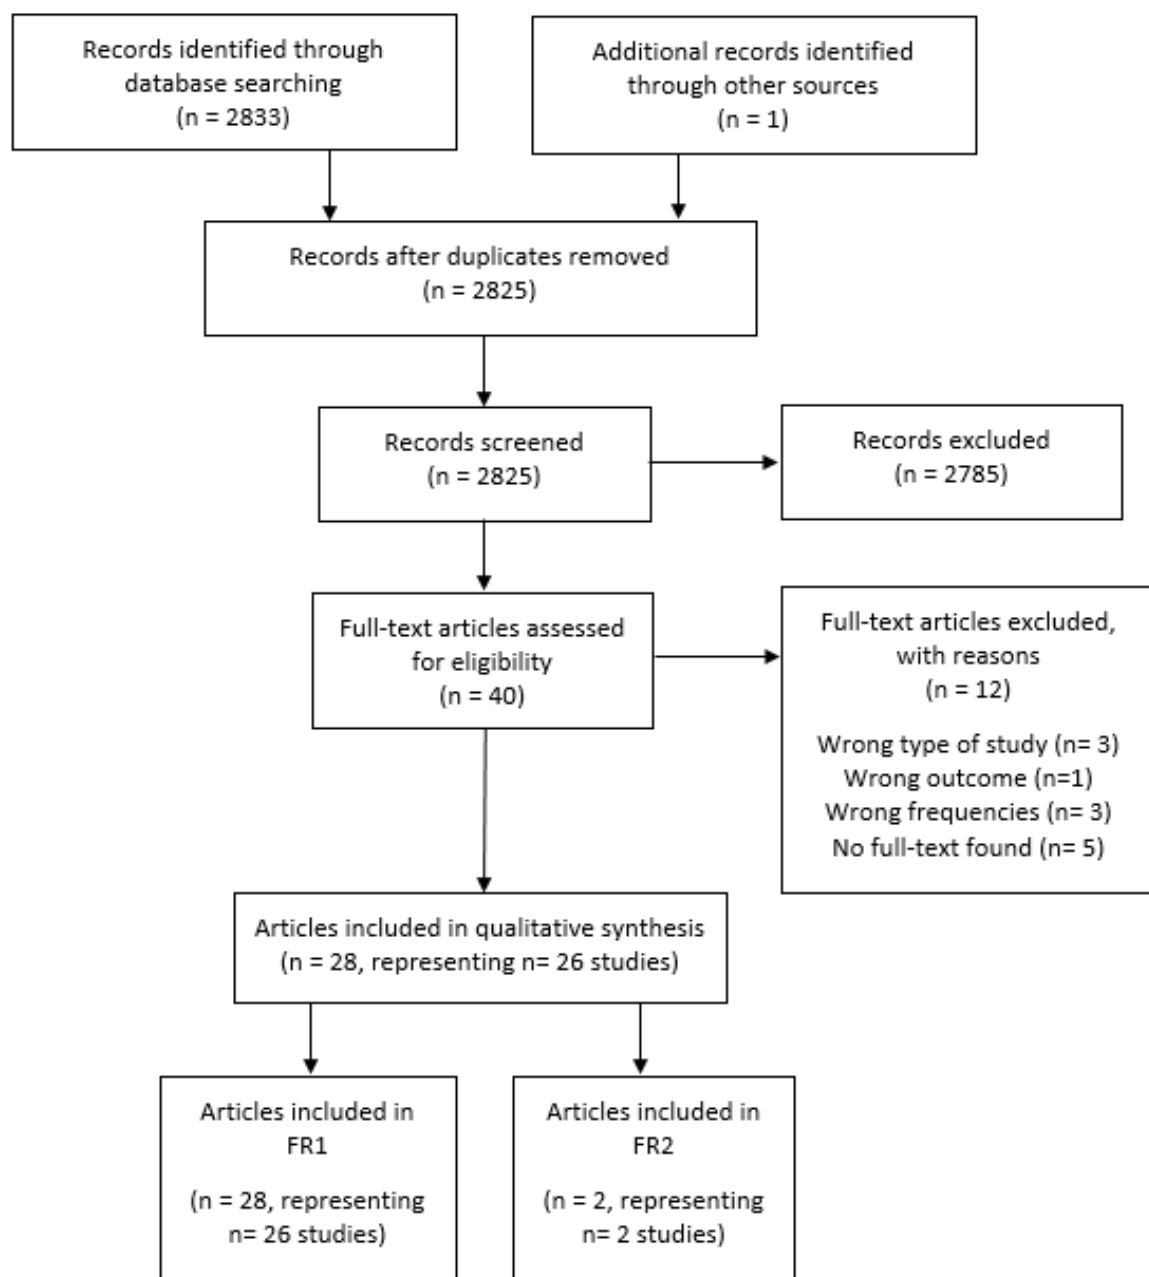 Records identified through
database searching
(n = 2833)
Additional records identified
through other sources
(n = 1)
Records after duplicates removed
(n = 2825)
Records screened
(n = 2825)
Records excluded
(n = 2785)
Full-text articles assessed
for eligibility
(n = 40)
Full-text articles excluded,
with reasons
(n = 12)
Wrong type of study (n= 3)
Wrong outcome (n=1)
Wrong frequencies (n= 3)
No full-text found (n= 5)
Articles included in qualitative synthesis
(n = 28, representing n= 26 studies)
Articles included in
FR1
(n = 28, representing
n= 26 studies)
Articles included in
FR2
(n = 2, representing
n= 2 studies)